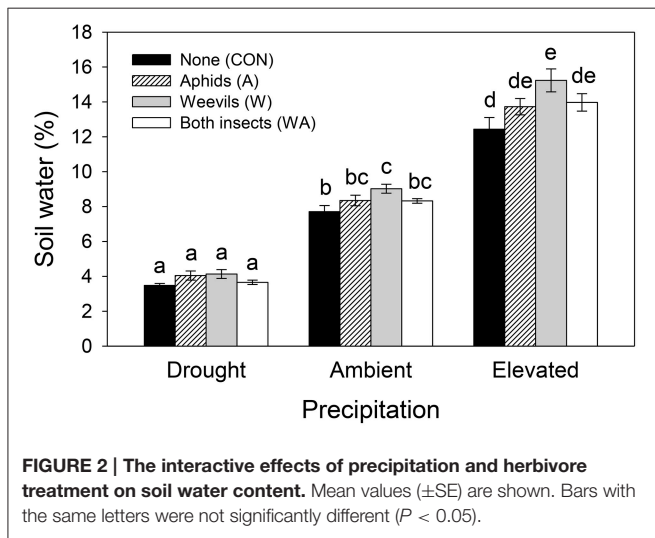 18
16
14
12
10
8
6
4
2
0
Soil water (%)
None (CON)
Aphids (A)
Weevils (W)
Both insects (WA)
a a a a
b bc c bc
d de e de
Drought Ambient Elevated
Precipitation
FIGURE 2 | The interactive effects of precipitation and herbivore
treatment on soil water content. Mean values (±SE) are shown. Bars with
the same letters were not significantly different (P < 0.05).